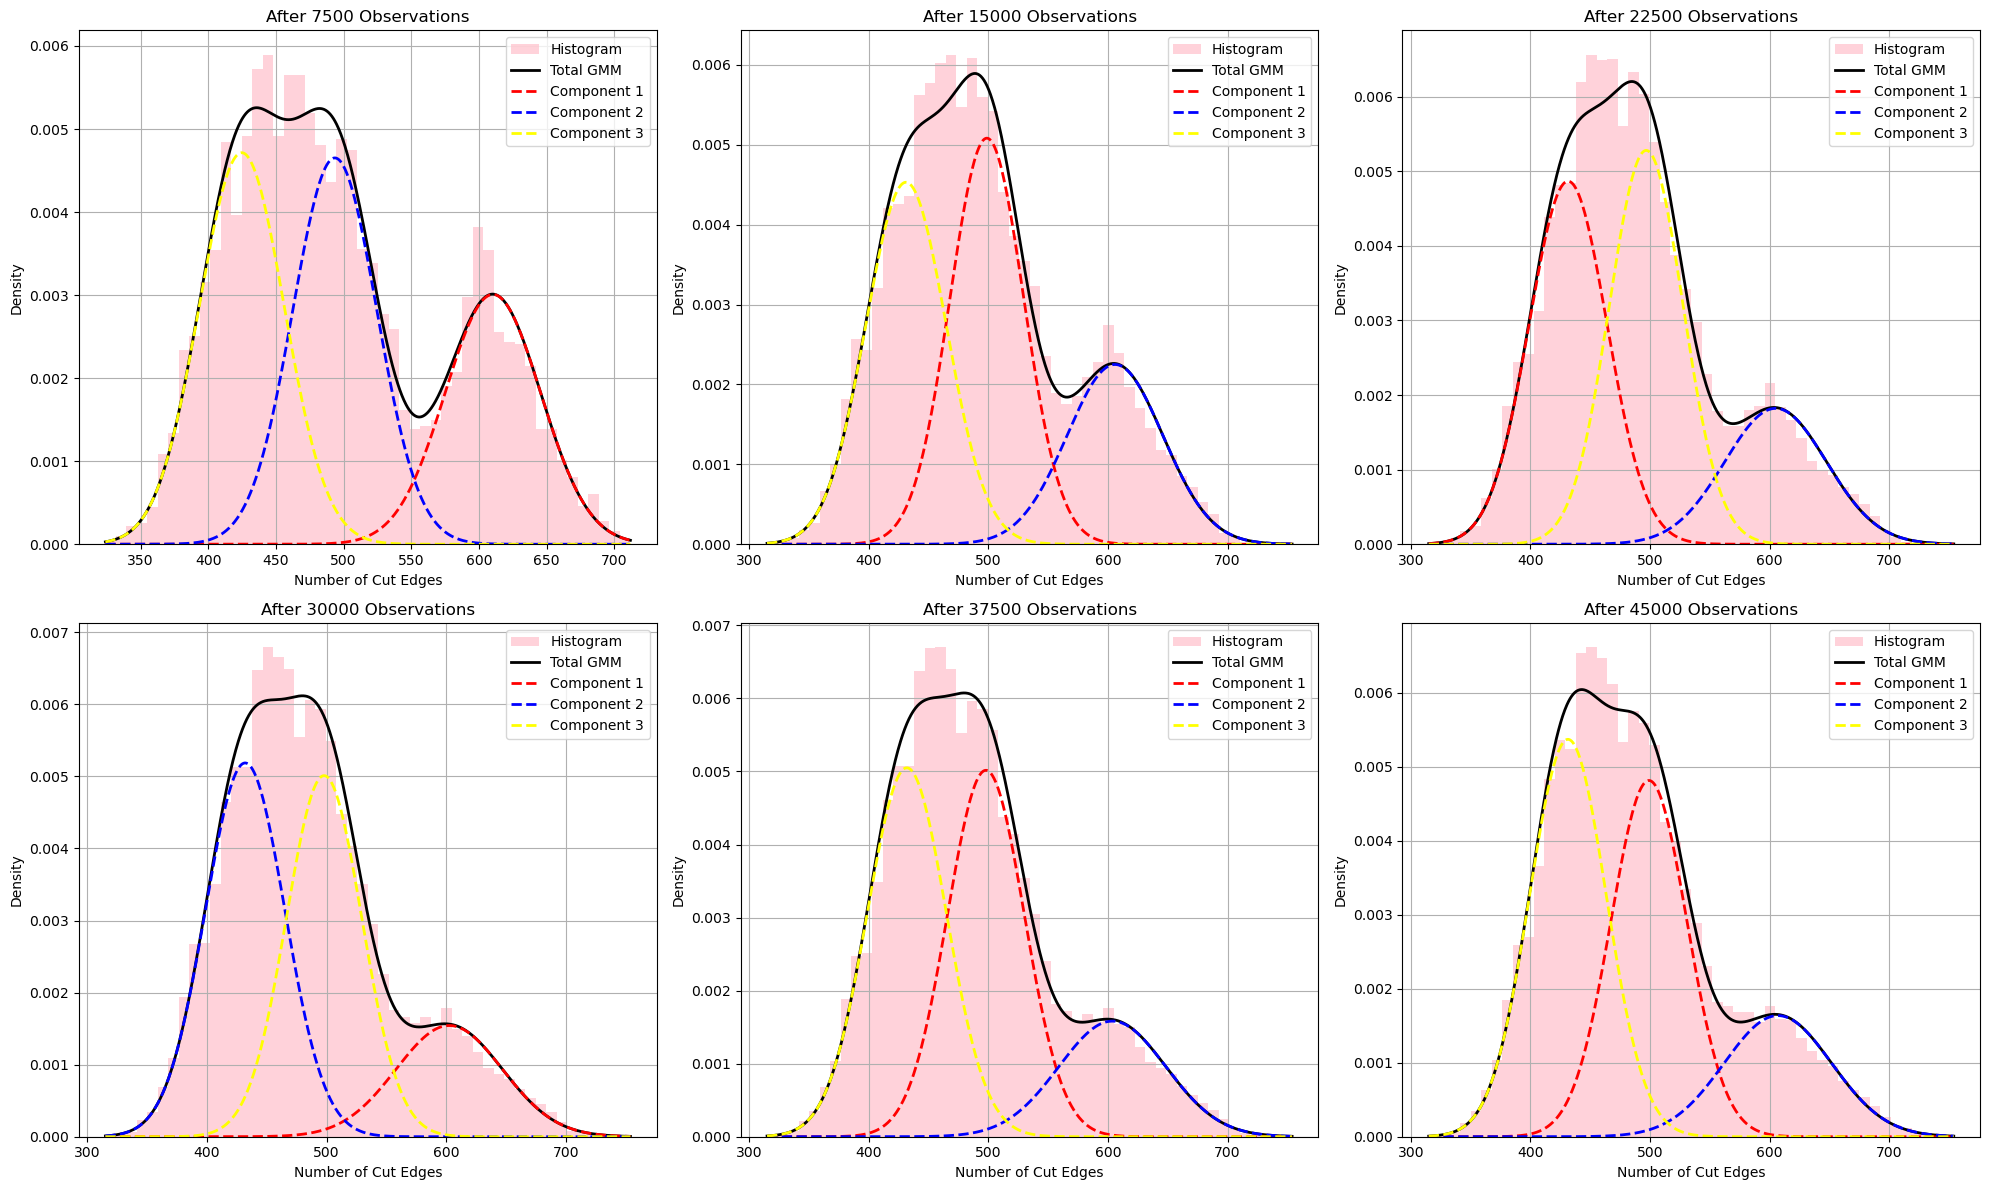 After 7500 Observations
Density
0.006
0.005
0.004
0.003
0.002
0.001
0.000
Histogram
Total GMM
Component 1
Component 2
Component 3
350
400
450
500
550
600
650
700
Number of Cut Edges
After 15000 Observations
Density
0.006
0.005
0.004
0.003
0.002
0.001
0.000
Histogram
Total GMM
Component 1
Component 2
Component 3
300
400
500
600
700
Number of Cut Edges
After 22500 Observations
Density
0.006
0.005
0.004
0.003
0.002
0.001
0.000
Histogram
Total GMM
Component 1
Component 2
Component 3
300
400
500
600
700
Number of Cut Edges
After 30000 Observations
Density
0.007
0.006
0.005
0.004
0.003
0.002
0.001
0.000
Histogram
Total GMM
Component 1
Component 2
Component 3
300
400
500
600
700
Number of Cut Edges
After 37500 Observations
Density
0.007
0.006
0.005
0.004
0.003
0.002
0.001
0.000
Histogram
Total GMM
Component 1
Component 2
Component 3
300
400
500
600
700
Number of Cut Edges
After 45000 Observations
Density
0.006
0.005
0.004
0.003
0.002
0.001
0.000
Histogram
Total GMM
Component 1
Component 2
Component 3
300
400
500
600
700
Number of Cut Edges